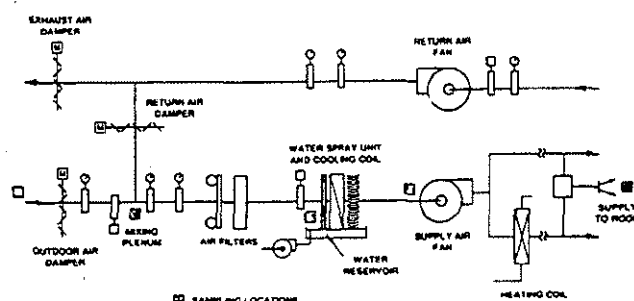 EXHAUST AIR
DAMPER
RETURN AIR
FAN
RETURN AIR
DAMPER
WATER SPRAY UNIT
AND COOLING COIL
MIXING
PLENUM
OUTDOOR AIR
DAMPER
AIR FILTERS
SUPPLY AIR
FAN
SUPPLY
TO ROOM
WATER
RESERVOIR
HEATING COIL
SAMPLING LOCATIONS